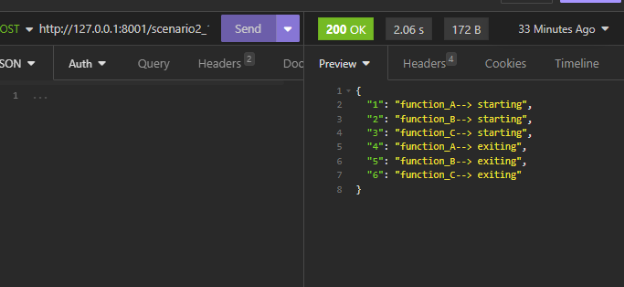 OST http://127.0.0.1:8001/scenario2_ Send
200 OK 2.06 s 172 B 33 Minutes Ago
SON Auth Query Headers 2 Doc
Preview Headers 4 Cookies Timeline
1 ...
1 {
2 "1": "function_A--> starting",
3 "2": "function_B--> starting",
4 "3": "function_C--> starting",
5 "4": "function_A--> exiting",
6 "5": "function_B--> exiting",
7 "6": "function_C--> exiting"
8 }